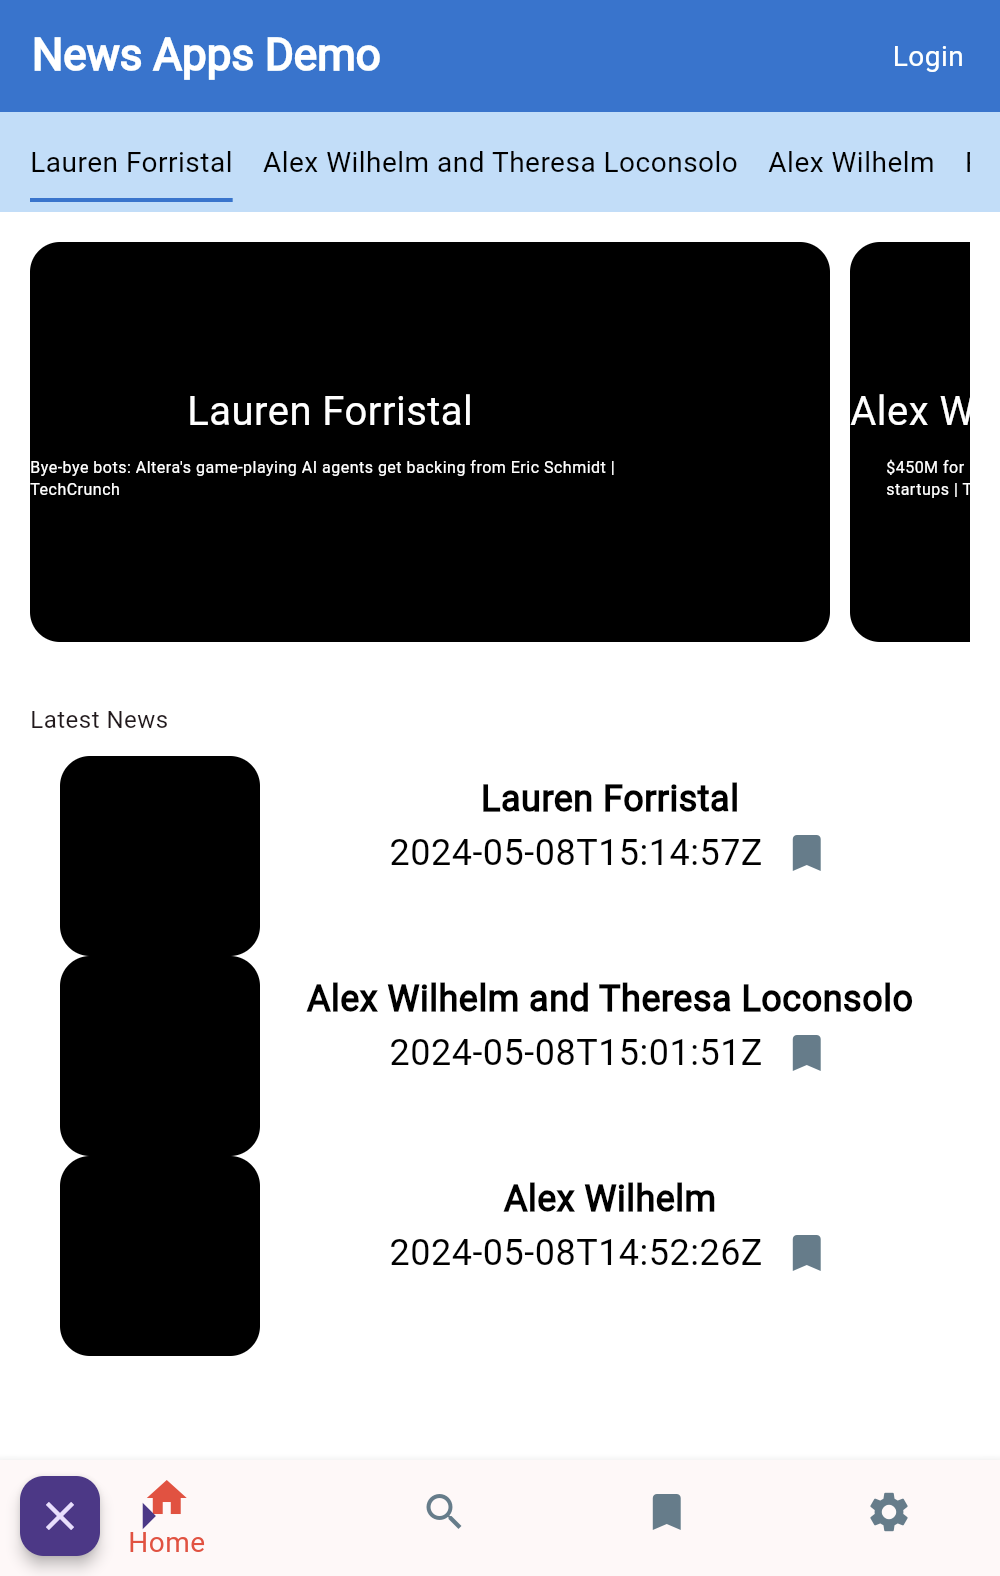 News Apps Demo
Login
Lauren Forristal
Alex Wilhelm and Theresa Loconsolo
Alex Wilhelm
Lauren Forristal
Bye-bye bots: Altera's game-playing AI agents get backing from Eric Schmidt |
TechCrunch
Alex W
$450M for
startups | T
Latest News
Lauren Forristal
2024-05-08T15:14:57Z
Alex Wilhelm and Theresa Loconsolo
2024-05-08T15:01:51Z
Alex Wilhelm
2024-05-08T14:52:26Z
Home